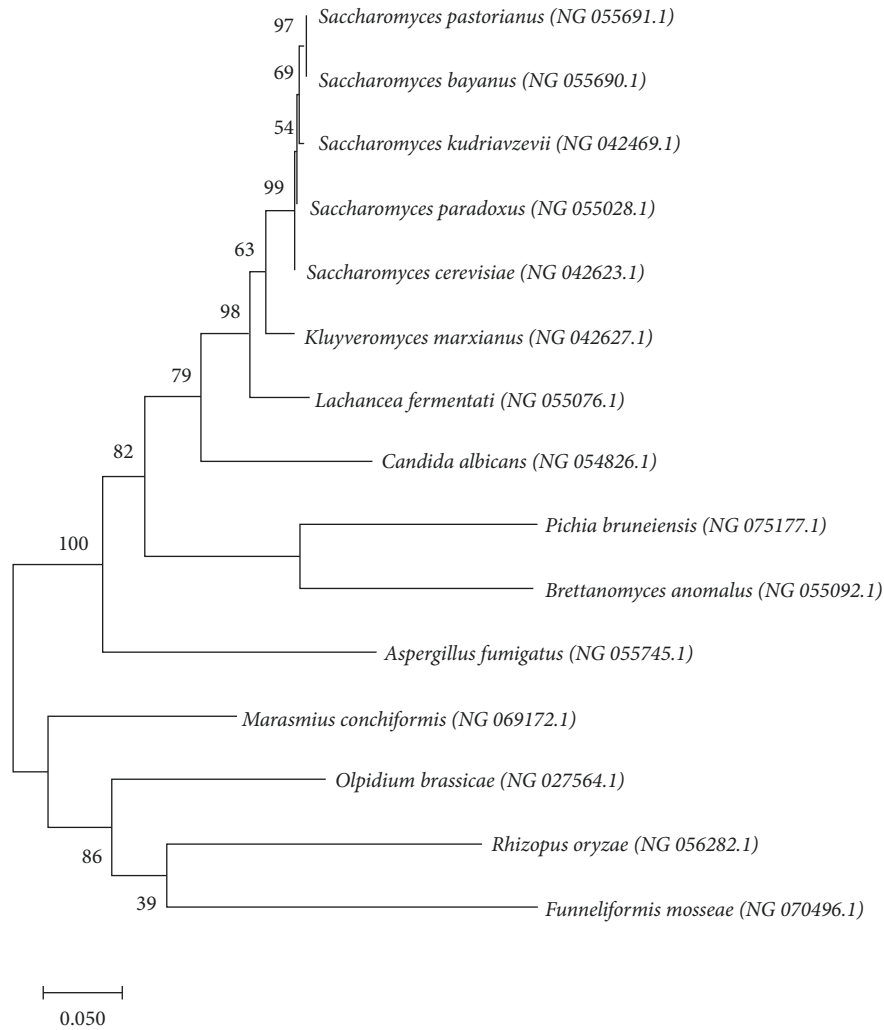 97
Saccharomyces pastorianus (NG 055691.1)
69
Saccharomyces bayanus (NG 055690.1)
54
Saccharomyces kudriavzevii (NG 042469.1)
99
Saccharomyces paradoxus (NG 055028.1)
63
Saccharomyces cerevisiae (NG 042623.1)
98
Kluyveromyces marxianus (NG 042627.1)
79
Lachancea fermentati (NG 055076.1)
82
Candida albicans (NG 054826.1)
Pichia bruneiensis (NG 075177.1)
100
Brettanomyces anomalus (NG 055092.1)
Aspergillus fumigatus (NG 055745.1)
Marasmius conchiformis (NG 069172.1)
Olpidium brassicae (NG 027564.1)
86
Rhizopus oryzae (NG 056282.1)
39
Funneliformis mosseae (NG 070496.1)
0.050